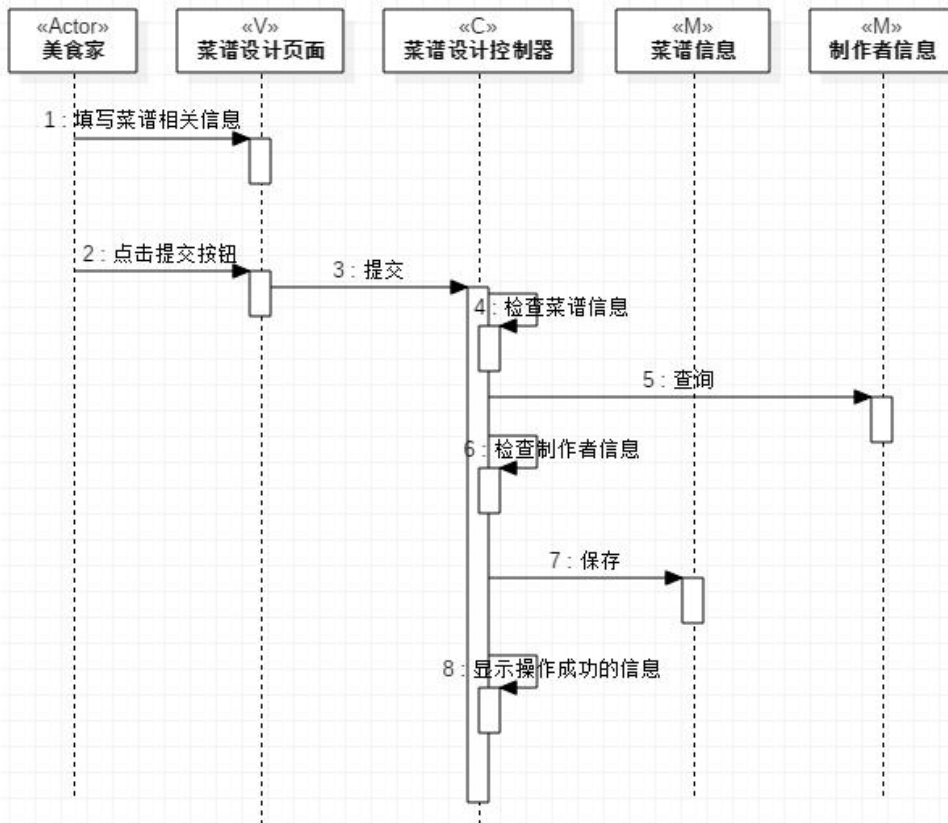 «Actor»
美食家
«V»
菜谱设计页面
«C»
菜谱设计控制器
«M»
菜谱信息
«M»
制作者信息
1 : 填写菜谱相关信息
2 : 点击提交按钮
3 : 提交
4 : 检查菜谱信息
5 : 查询
6 : 检查制作者信息
7 : 保存
8 : 显示操作成功的信息